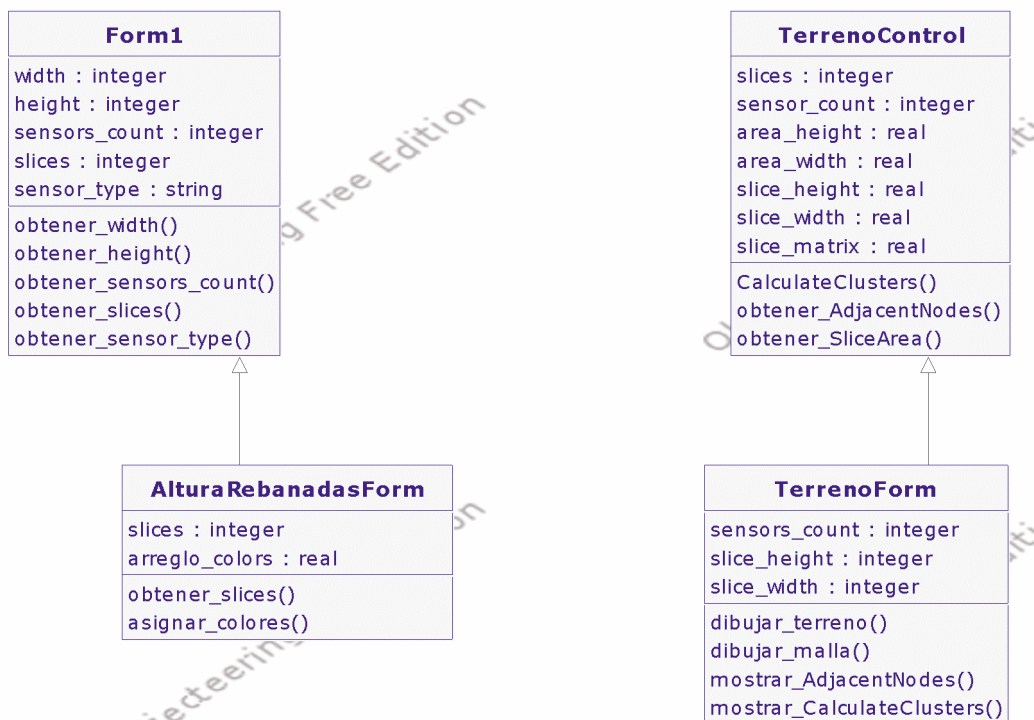 Form1
width : integer
height : integer
sensors_count : integer
slices : integer
sensor_type : string
obtener_width()
obtener_height()
obtener_sensors_count()
obtener_slices()
obtener_sensor_type()
TerrenoControl
slices : integer
sensor_count : integer
area_height : real
area_width : real
slice_height : real
slice_width : real
slice_matrix : real
CalculateClusters()
obtener_AdjacentNodes()
obtener_SliceArea()
AlturaRebanadasForm
slices : integer
arreglo_colors : real
obtener_slices()
asignar_colores()
TerrenoForm
sensors_count : integer
slice_height : integer
slice_width : integer
dibujar_terreno()
dibujar_malla()
mostrar_AdjacentNodes()
mostrar_CalculateClusters()
Free Edition